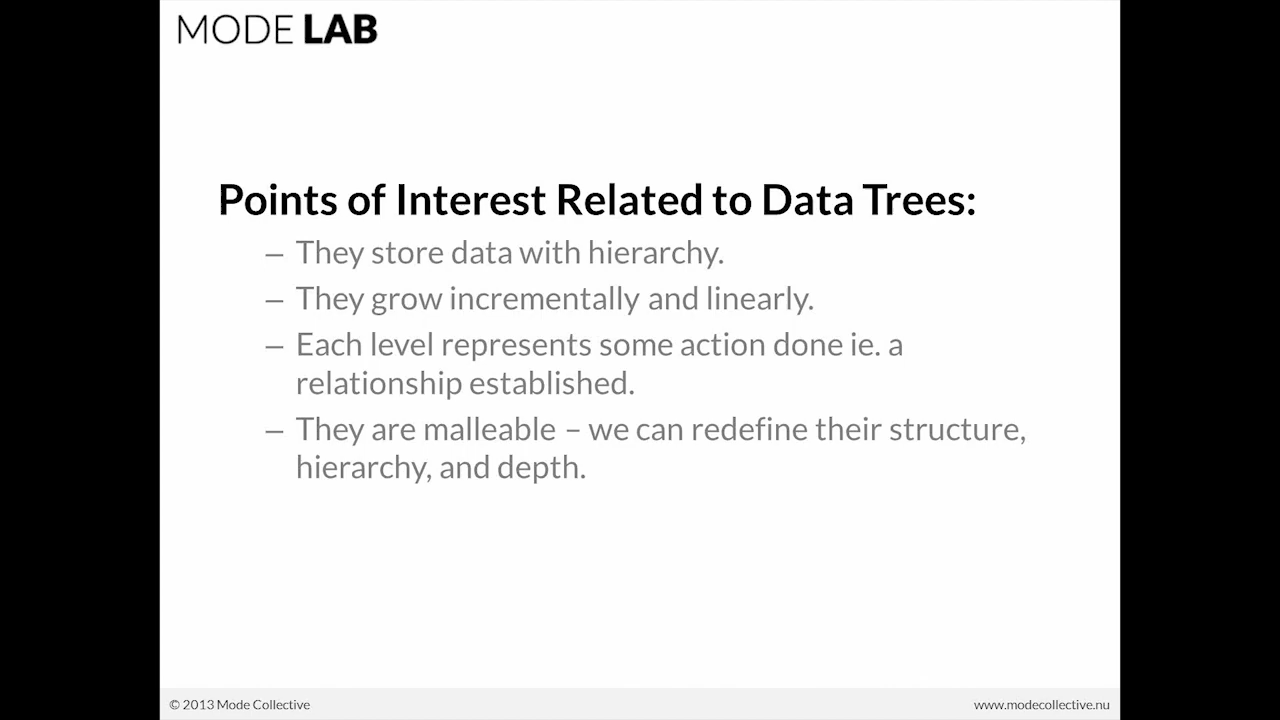 MODE LAB
Points of Interest Related to Data Trees:
– They store data with hierarchy.
– They grow incrementally and linearly.
– Each level represents some action done ie. a
relationship established.
– They are malleable – we can redefine their structure,
hierarchy, and depth.
© 2013 Mode Collective
www.modecollective.nu